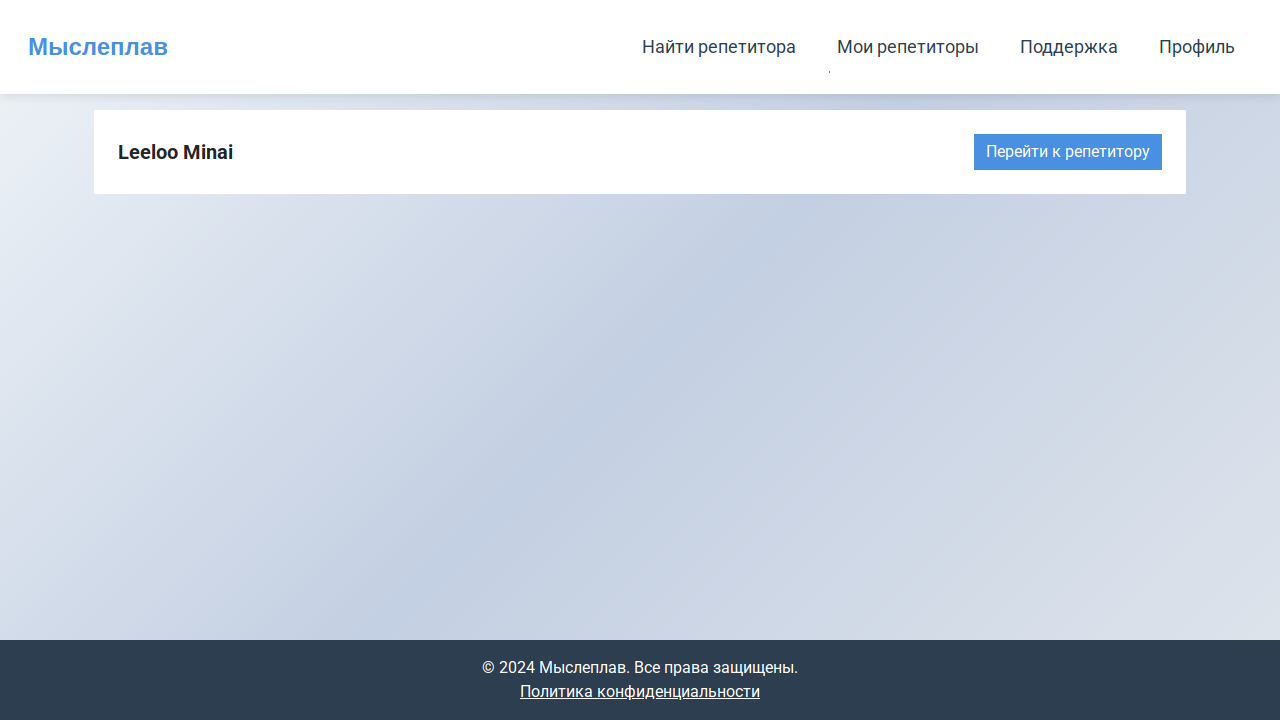 Мыслеплав
Найти репетитора
Мои репетиторы
Поддержка
Профиль
Leeloo Minai
Перейти к репетитору
© 2024 Мыслеплав. Все права защищены.
Политика конфиденциальности